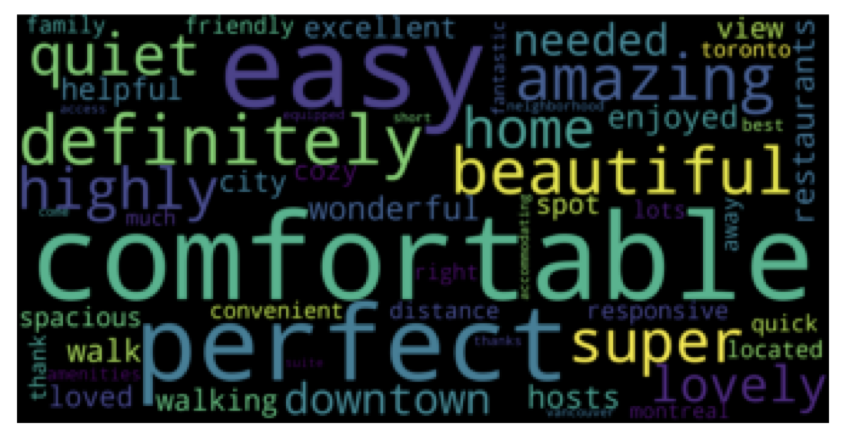 family friendly excellent needed view
quiet easy fantastic amazing toronto restaurants
helpful access equipped short neighborhood
definitely home enjoyed best
highly city cozy beautiful
come much wonderful spot lots away
comfortable accommodating
right
spacious convenient distance responsive quick
thank walk perfect thanks super located
amenities suite lovely
loved walking downtown hosts vancouver montreal